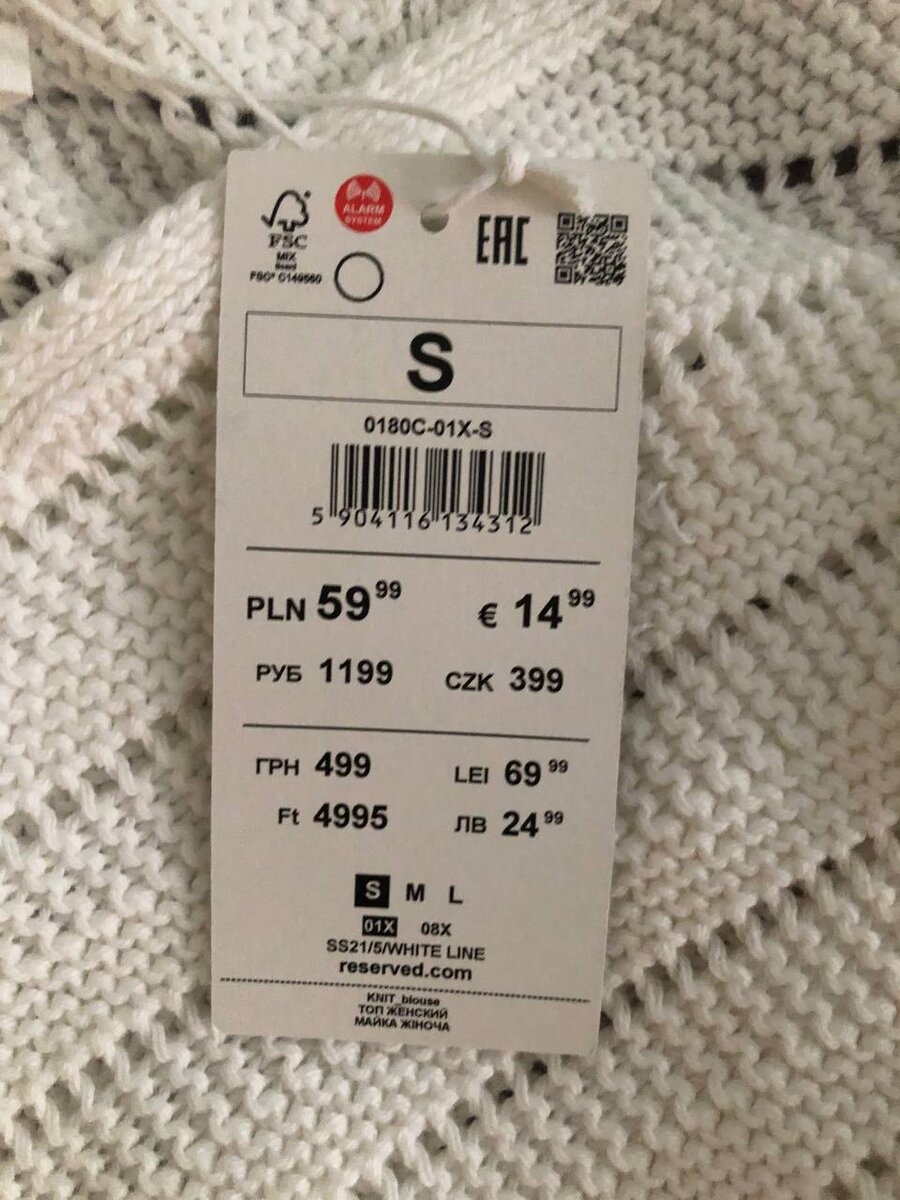 FSC
MIX
Board
FSC® C149560
ALARM
SYSTEM
EAC
S
0180C-01X-S
5 904116 134312
PLN 59 99
€ 14 99
РУБ 1199
CZK 399
ГРН 499
LEI 69 99
Ft 4995
ЛВ 24 99
S M L
01X 08X
SS21/5/WHITE LINE
reserved.com
KNIT_blouse
ТОП ЖЕНСКИЙ
МАЙКА ЖІНОЧА